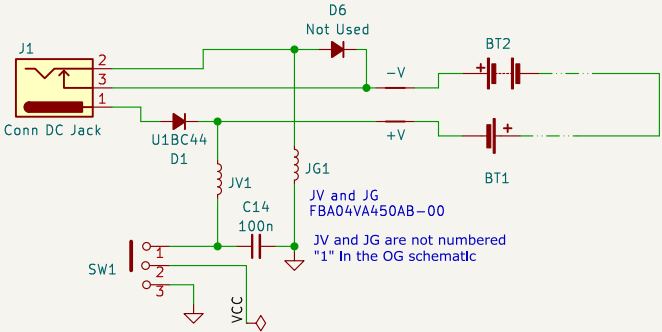 D6
Not Used
J1
2
3
1
Conn DC Jack
-V
BT2
+
U1BC44
D1
+V
+
BT1
JV1
JG1
C14
100n
JV and JG
FBA04VA450AB-00
JV and JG are not numbered
"1" in the OG schematic
SW1
1
2
3
VCC